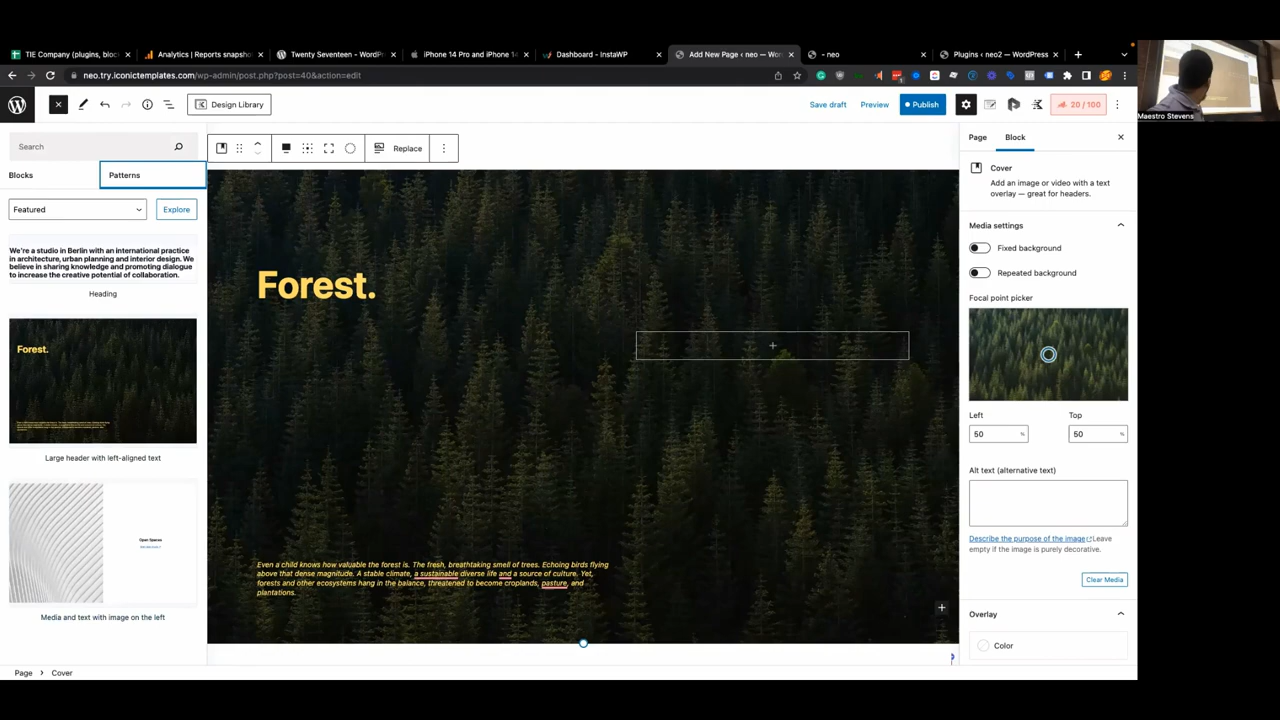 TIE Company (plugins, bloc
Analytics | Reports snapsho
Twenty Seventeen – WordPr
iPhone 14 Pro and iPhone 14
Dashboard - InstaWP
Add New Page ‹ neo — Wor
- neo
Plugins ‹ neo2 — WordPress
neo.try.iconictemplates.com/wp-admin/post.php?post=40&action=edit
Design Library
Save draft
Preview
Publish
20 / 100
Maestro Stevens
Search
Replace
Page
Block
Blocks
Patterns
Cover
Add an image or video with a text
overlay — great for headers.
Featured
Explore
Media settings
Fixed background
Repeated background
We're a studio in Berlin with an international practice
in architecture, urban planning and interior design. We
believe in sharing knowledge and promoting dialogue
to increase the creative potential of collaboration.
Heading
Forest.
Focal point picker
Forest.
Left
Top
50 %
50 %
Large header with left-aligned text
Alt text (alternative text)
Open Spaces
Describe the purpose of the image Leave
empty if the image is purely decorative.
Even a child knows how valuable the forest is. The fresh, breathtaking smell of trees. Echoing birds flying
above that dense magnitude. A stable climate, a sustainable diverse life and a source of culture. Yet,
forests and other ecosystems hang in the balance, threatened to become croplands, pasture, and
plantations.
Clear Media
Media and text with image on the left
Overlay
Color
Page > Cover